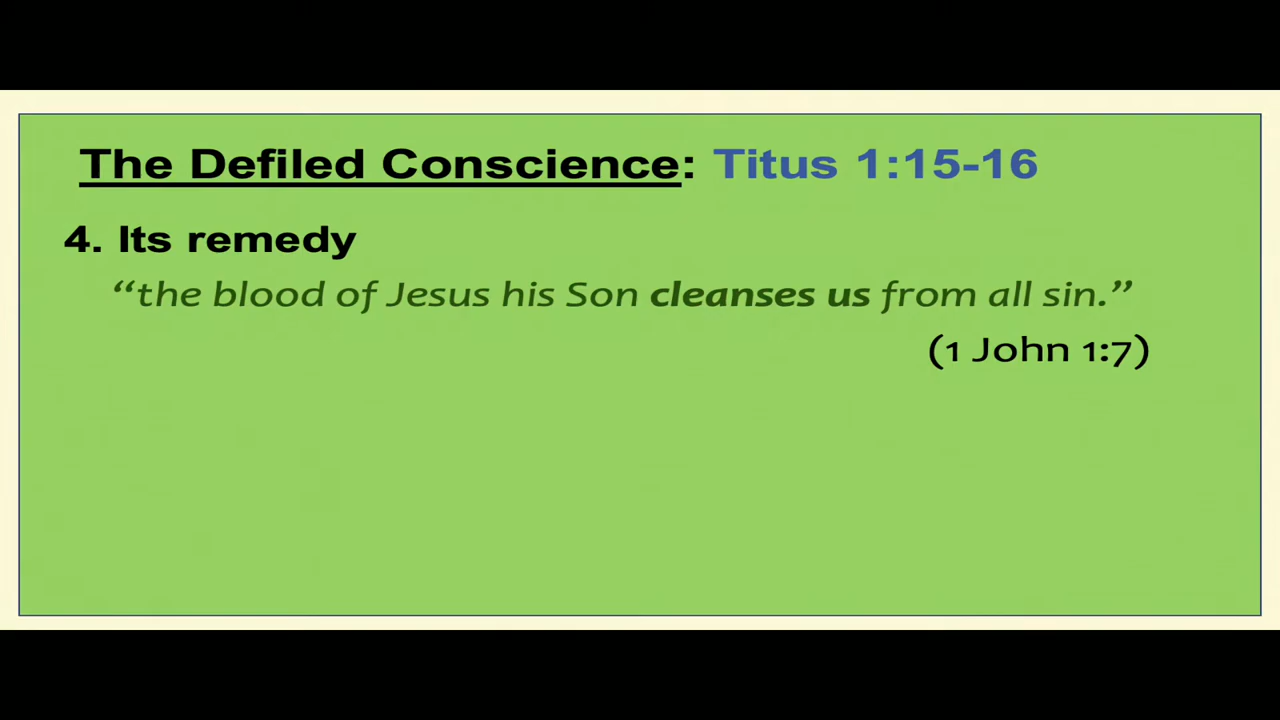 The Defiled Conscience: Titus 1:15-16
4. Its remedy
“the blood of Jesus his Son cleanses us from all sin.”
(1 John 1:7)